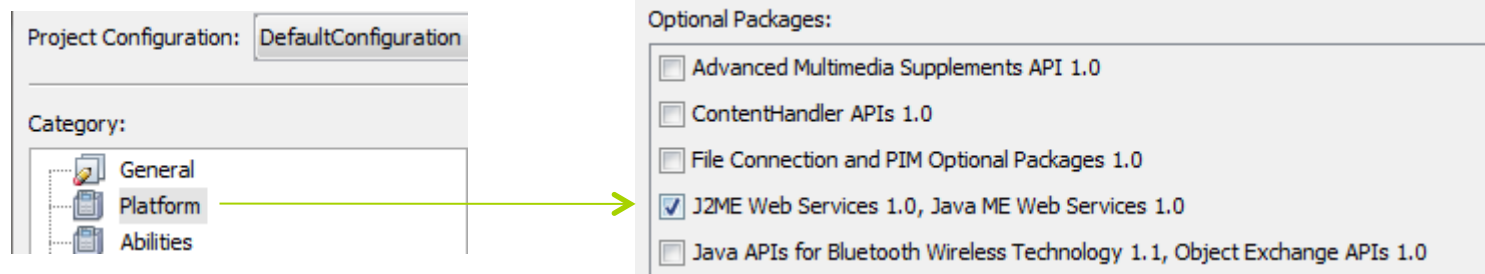 Project Configuration: DefaultConfiguration
Category:
General
Platform
Abilities
Optional Packages:
Advanced Multimedia Supplements API 1.0
ContentHandler APIs 1.0
File Connection and PIM Optional Packages 1.0
J2ME Web Services 1.0, Java ME Web Services 1.0
Java APIs for Bluetooth Wireless Technology 1.1, Object Exchange APIs 1.0